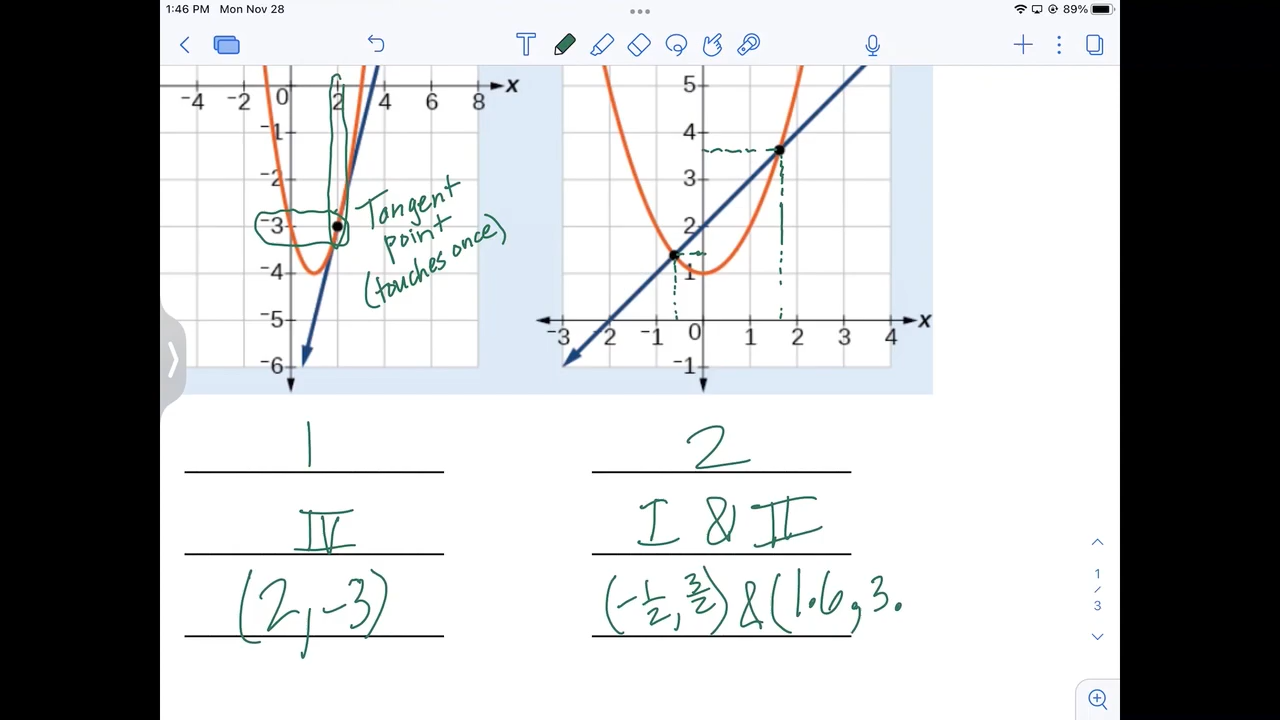 1:46 PM Mon Nov 28 89%
T
-4 -2 0 2 4 6 8 x
-1
-2
-3
-4
-5
-6
Tangent
point
(touches once)
5
4
3
2
1
-3 -2 -1 0 1 2 3 4 x
-1
1
2
IV
I & II
(2,-3)
(-1/2, 3/2) & (1.6, 3.
1
/
3